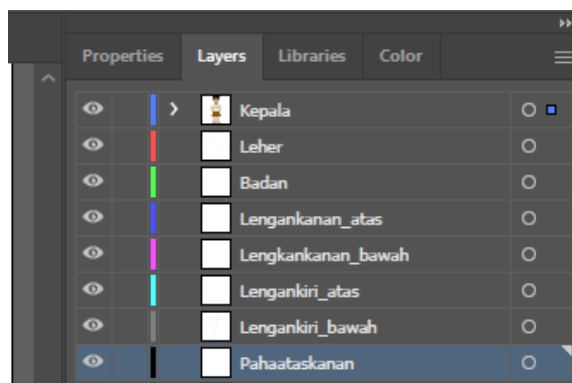 Properties Layers Libraries Color
Kepala
Leher
Badan
Lengankanan_atas
Lengkankanan_bawah
Lengankiri_atas
Lengankiri_bawah
Pahaataskanan